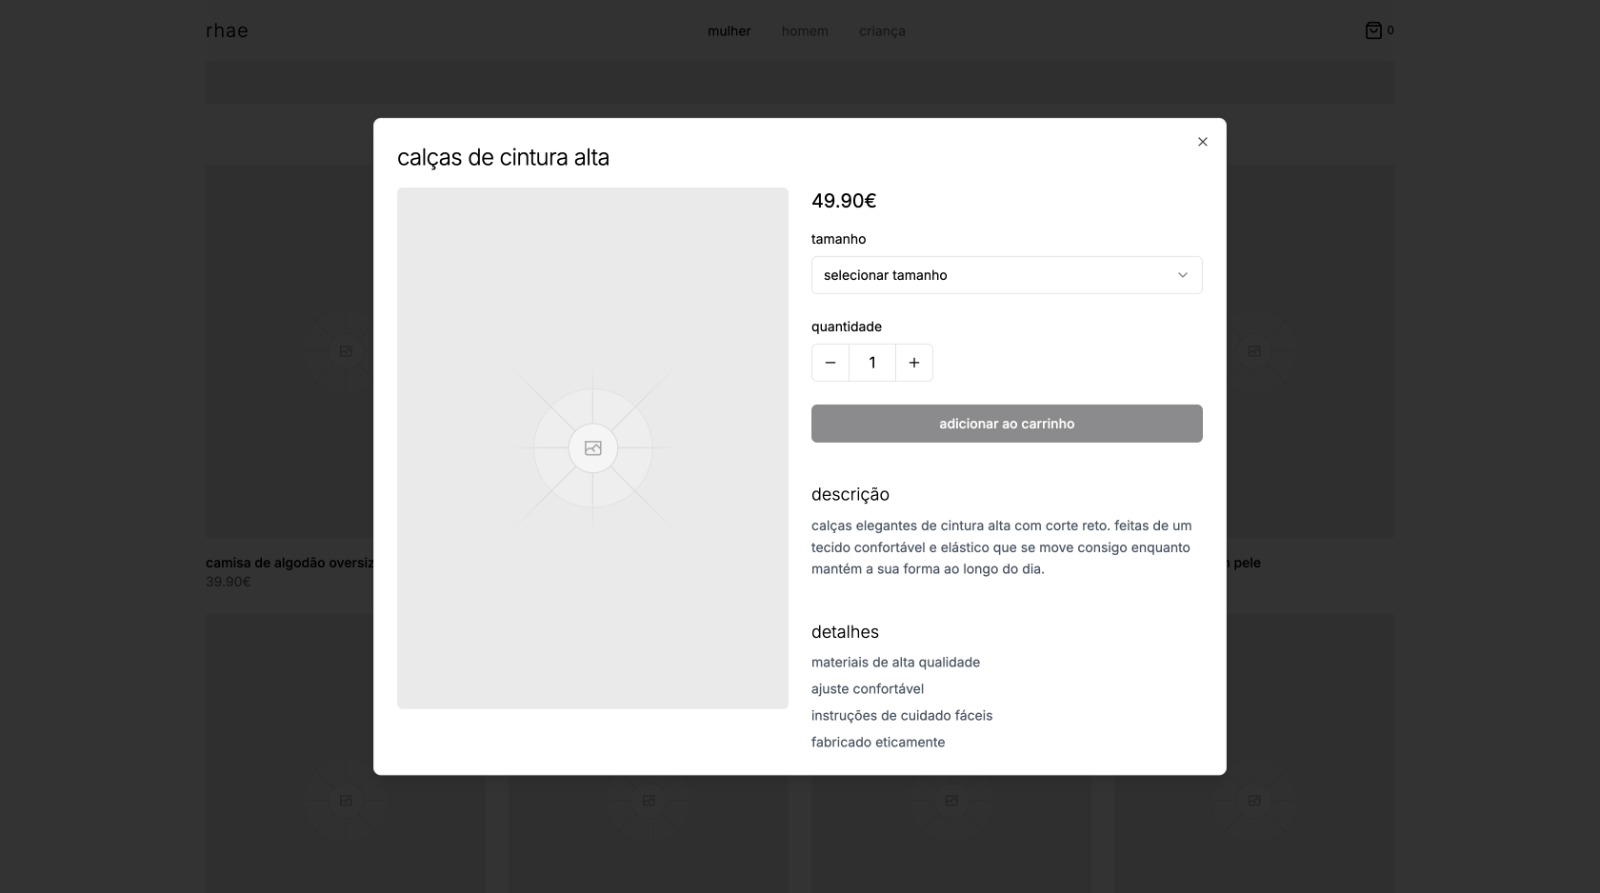 rhae
mulher
homem
criança
0
calças de cintura alta
49.90€
tamanho
selecionar tamanho
quantidade
1
adicionar ao carrinho
descrição
calças elegantes de cintura alta com corte reto. feitas de um
tecido confortável e elástico que se move consigo enquanto
mantém a sua forma ao longo do dia.
detalhes
materiais de alta qualidade
ajuste confortável
instruções de cuidado fáceis
fabricado eticamente
camisa de algodão oversiz
39.90€
pele